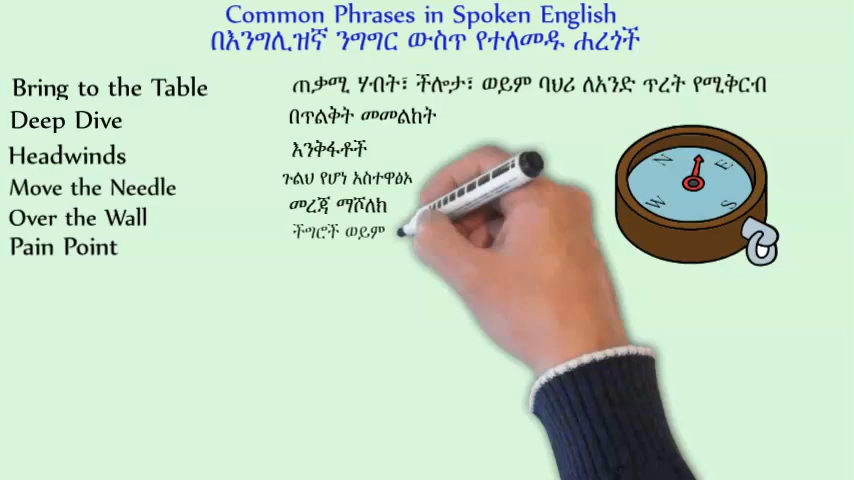 Common Phrases in Spoken English
በእንግሊዝኛ ንግግር ውስጥ የተለመዱ ሐረጎች
Bring to the Table ጠቃሚ ሃብት፣ ችሎታ፣ ወይም ባህሪ ለአንድ ጥረት የሚቅርብ
Deep Dive በጥልቅት መመልከት
Headwinds እንቅፋቶች
Move the Needle ጉልህ የሆነ አስተዋፅኦ
Over the Wall መረጃ ማሾለክ
Pain Point ችግሮች ወይም
N E
W S